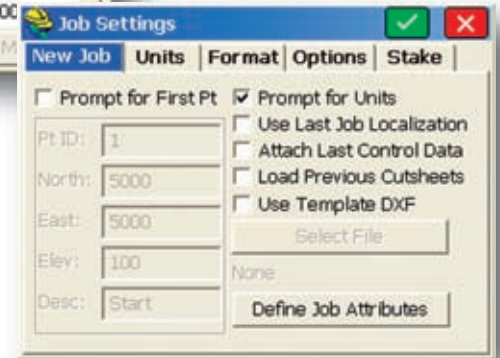 Job Settings
New Job Units Format Options Stake
Prompt for First Pt
Pt ID: 1
North: 5000
East: 5000
Elev: 100
Desc: Start
Prompt for Units
Use Last Job Localization
Attach Last Control Data
Load Previous Cutsheets
Use Template DXF
Select File
None
Define Job Attributes